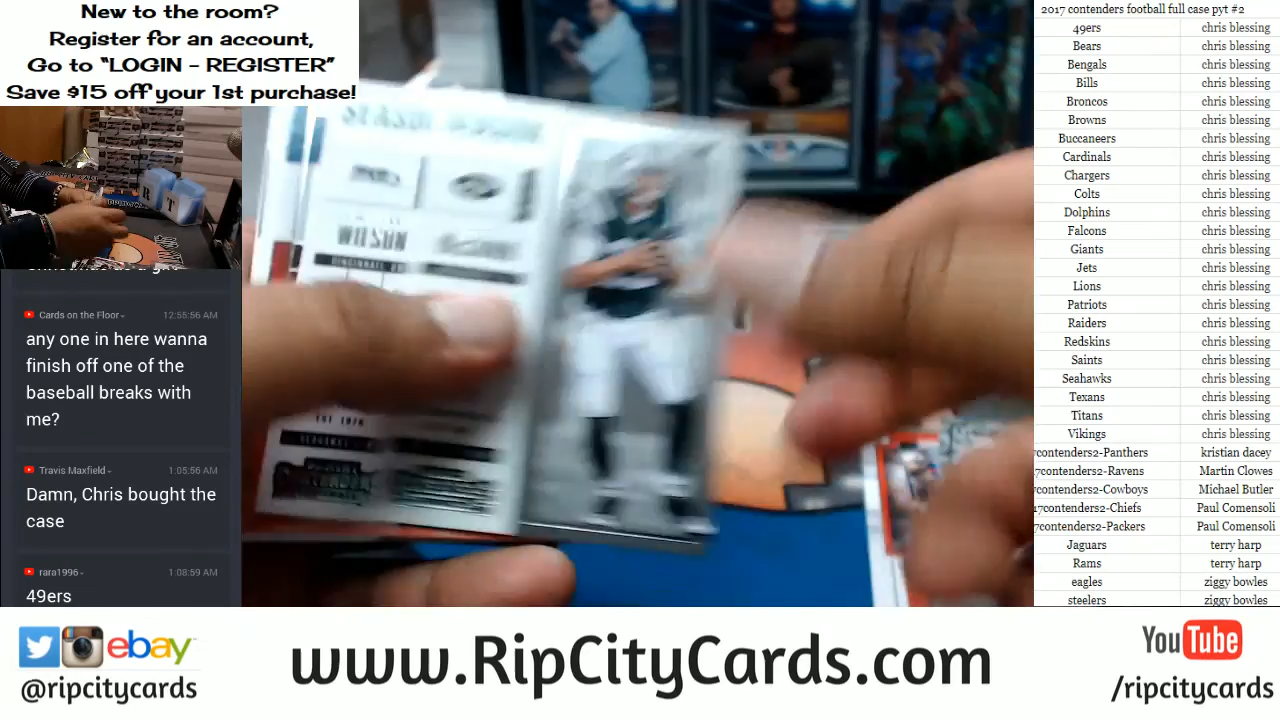 New to the room?
Register for an account,
Go to “LOGIN - REGISTER”
Save $15 off your 1st purchase!
Cards on the Floor
12:55:56 AM
any one in here wanna
finish off one of the
baseball breaks with
me?
Travis Maxfield
1:05:56 AM
Damn, Chris bought the
case
rara1996
1:08:59 AM
49ers
WILSON
2017 contenders football full case pyt #2
49ers chris blessing
Bears chris blessing
Bengals chris blessing
Bills chris blessing
Broncos chris blessing
Browns chris blessing
Buccaneers chris blessing
Cardinals chris blessing
Chargers chris blessing
Colts chris blessing
Dolphins chris blessing
Falcons chris blessing
Giants chris blessing
Jets chris blessing
Lions chris blessing
Patriots chris blessing
Raiders chris blessing
Redskins chris blessing
Saints chris blessing
Seahawks chris blessing
Texans chris blessing
Titans chris blessing
Vikings chris blessing
7contenders2-Panthers kristian dacey
7contenders2-Ravens Martin Clowes
7contenders2-Cowboys Michael Butler
17contenders2-Chiefs Paul Comensoli
7contenders2-Packers Paul Comensoli
Jaguars terry harp
Rams terry harp
eagles ziggy bowles
steelers ziggy bowles
ebay
@ripcitycards
www.RipCityCards.com
YouTube
/ripcitycards